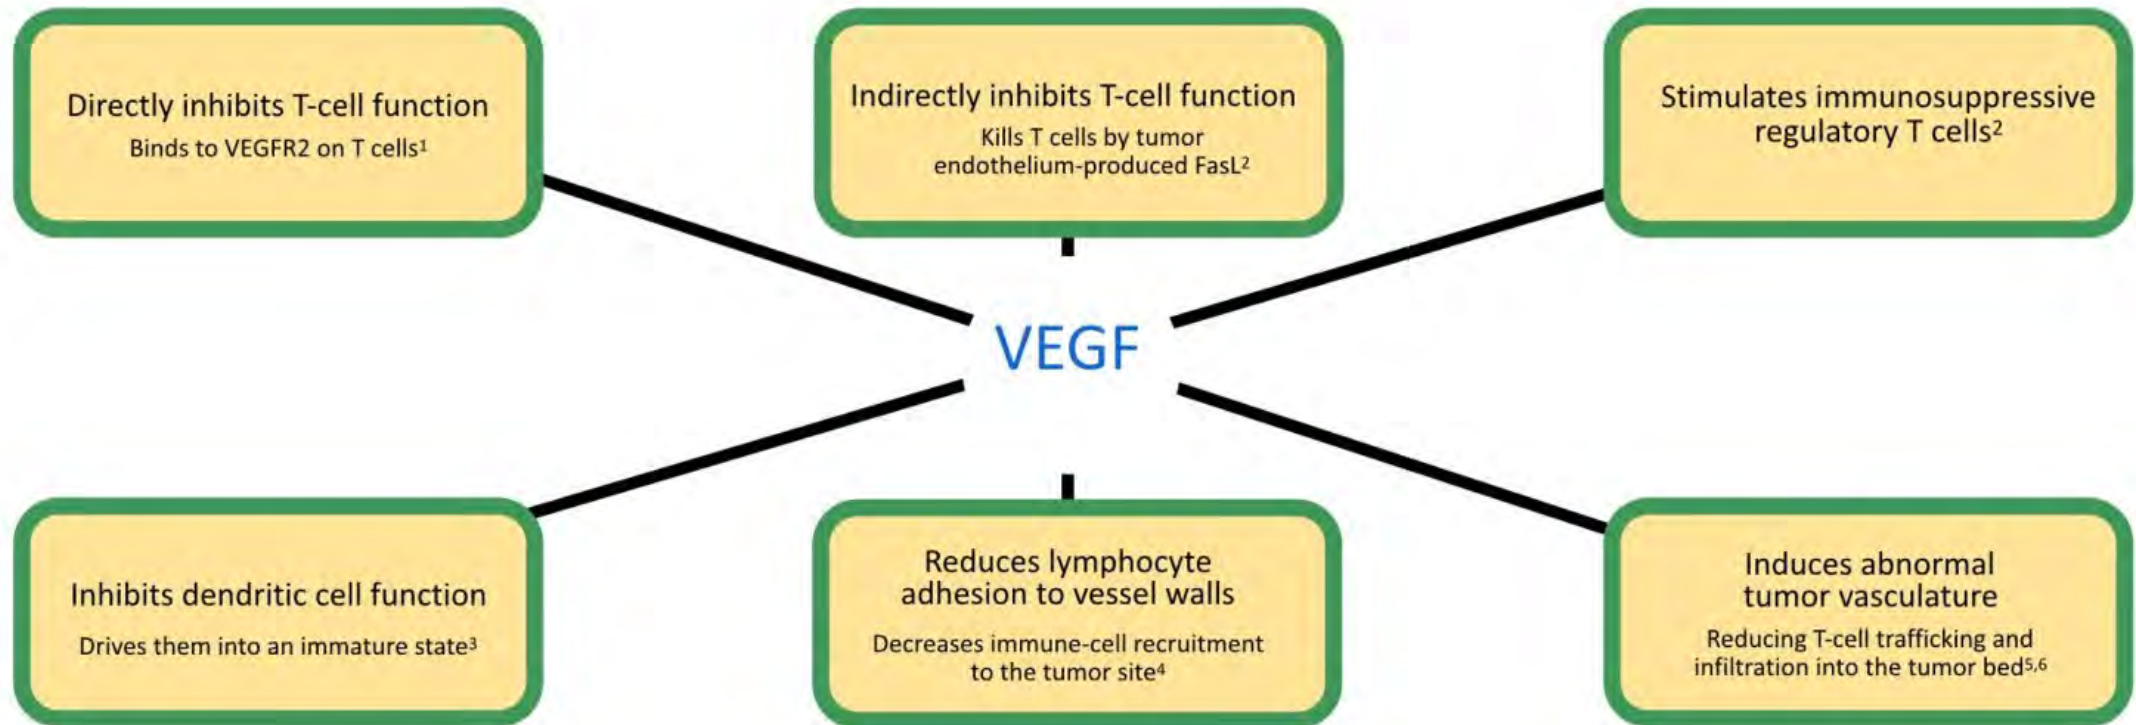 Directly inhibits T-cell function
Binds to VEGFR2 on T cells¹
Indirectly inhibits T-cell function
Kills T cells by tumor
endothelium-produced FasL²
Stimulates immunosuppressive
regulatory T cells²
VEGF
Inhibits dendritic cell function
Drives them into an immature state³
Reduces lymphocyte
adhesion to vessel walls
Decreases immune-cell recruitment
to the tumor site⁴
Induces abnormal
tumor vasculature
Reducing T-cell trafficking and
infiltration into the tumor bed⁵,⁶